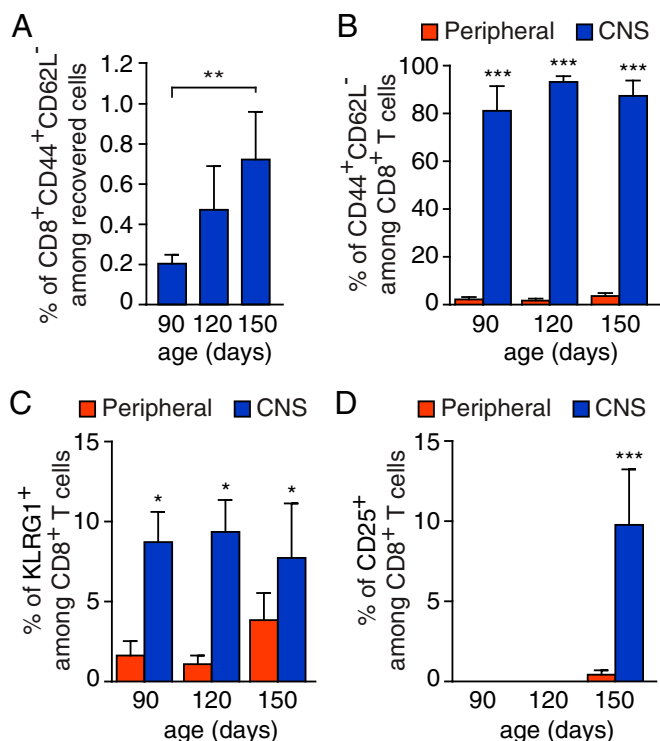 A
% of CD8⁺CD44⁺CD62L⁻
among recovered cells
1.2
1.0
0.8
0.6
0.4
0.2
0
**
90 120 150
age (days)
B
Peripheral CNS
% of CD44⁺CD62L⁻
among CD8⁺ T cells
100
80
60
40
20
0
*** *** ***
90 120 150
age (days)
C
Peripheral CNS
% of KLRG1⁺
among CD8⁺ T cells
15
10
5
0
* * *
90 120 150
age (days)
D
Peripheral CNS
% of CD25⁺
among CD8⁺ T cells
15
10
5
0
***
90 120 150
age (days)